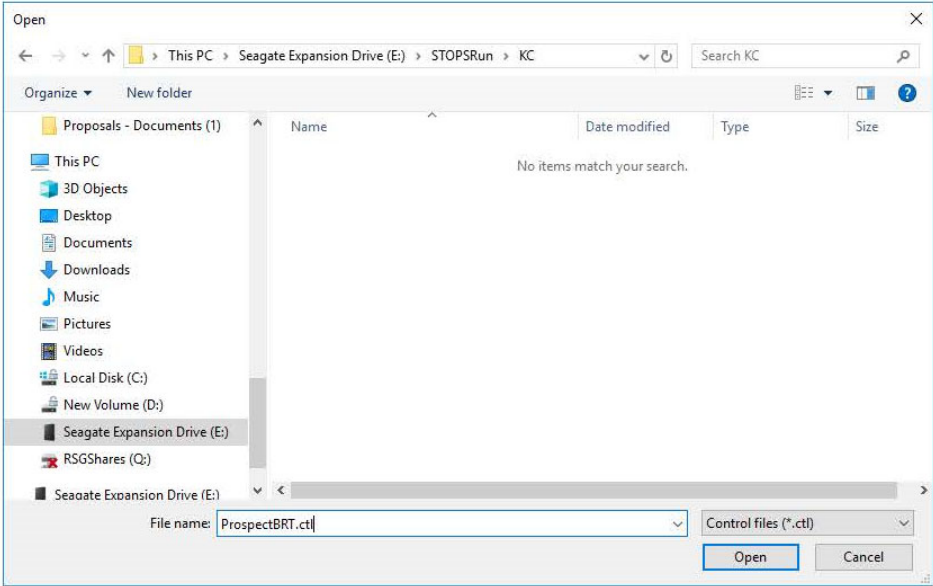 Open
This PC > Seagate Expansion Drive (E:) > STOPSRun > KC
Search KC
Organize
New folder
Name
Date modified
Type
Size
Proposals - Documents (1)
This PC
3D Objects
Desktop
Documents
Downloads
Music
Pictures
Videos
Local Disk (C:)
New Volume (D:)
Seagate Expansion Drive (E:)
RSGShares (Q:)
Seagate Expansion Drive (E:)
No items match your search.
File name: ProspectBRT.ctl
Control files (*.ctl)
Open
Cancel